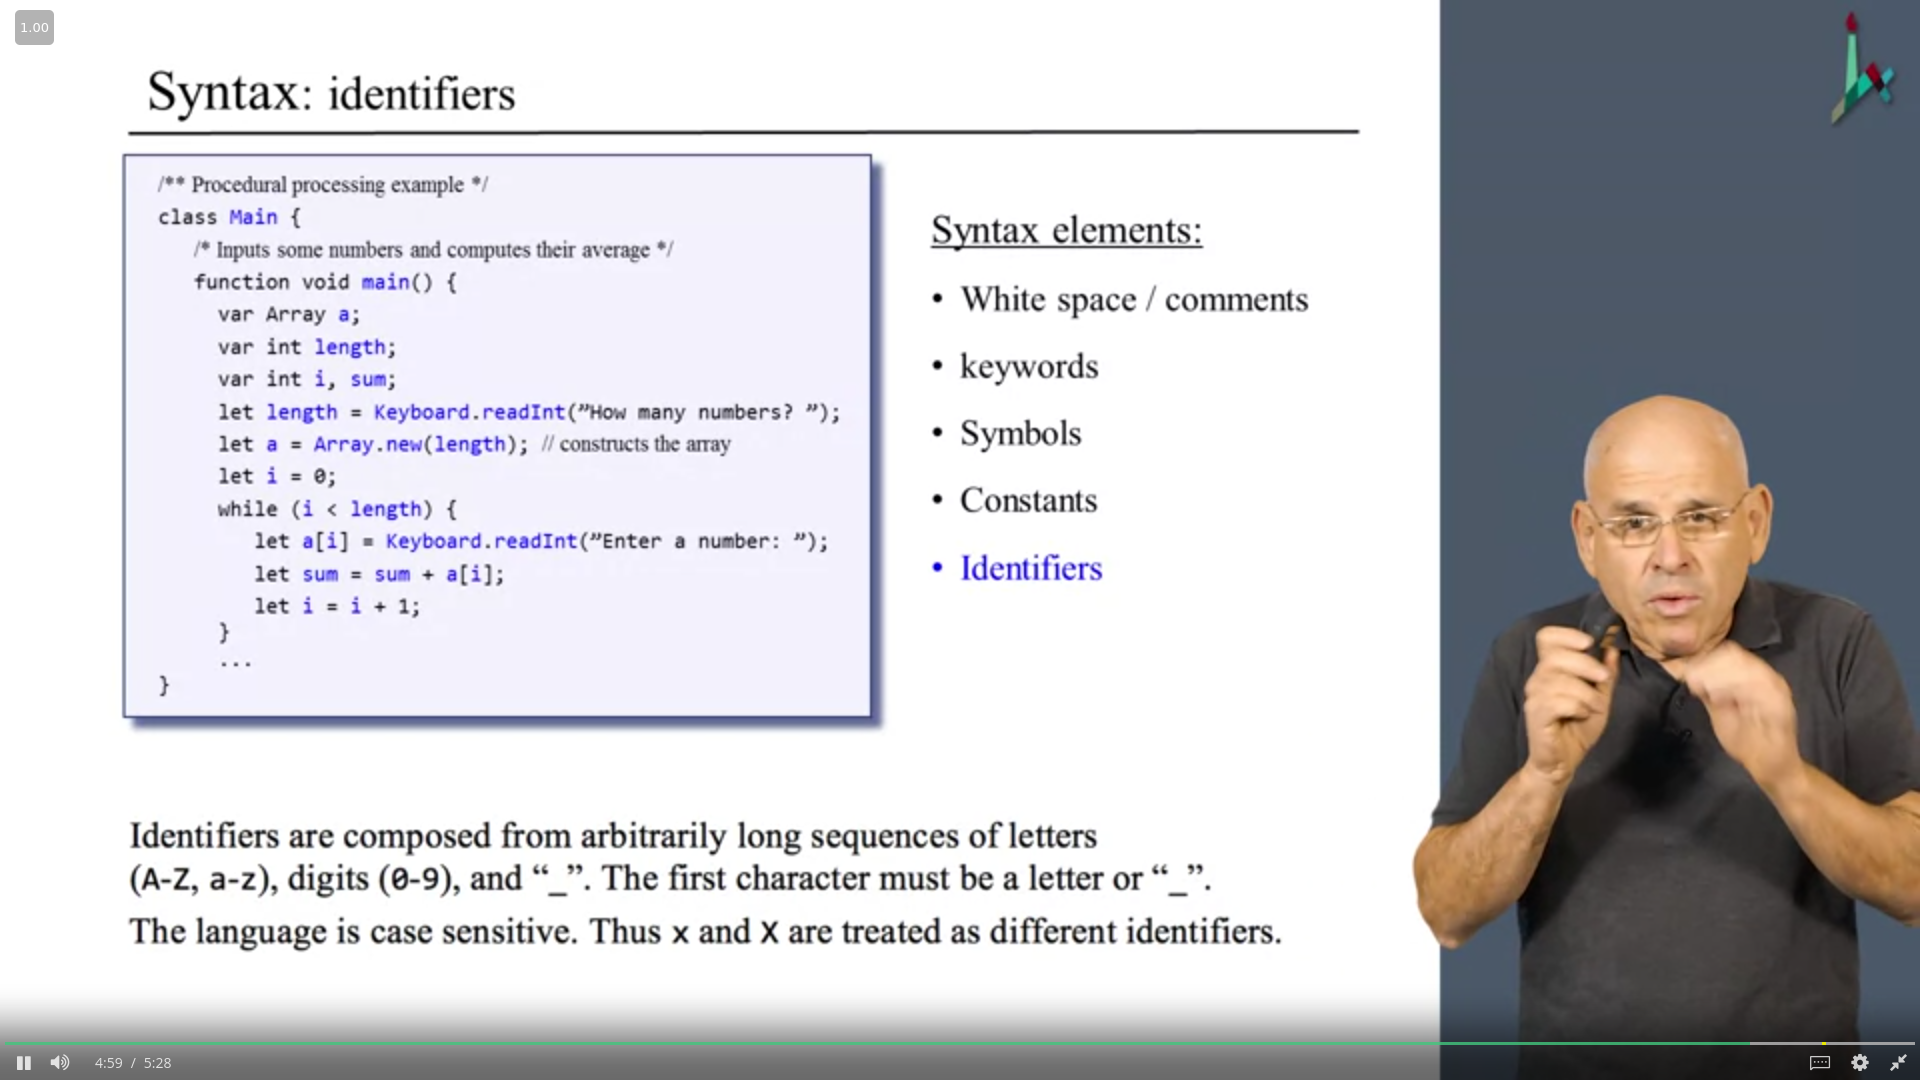 1.00
Syntax: identifiers
/** Procedural processing example */
class Main {
/* Inputs some numbers and computes their average */
function void main() {
var Array a;
var int length;
var int i, sum;
let length = Keyboard.readInt(”How many numbers? ”);
let a = Array.new(length); // constructs the array
let i = 0;
while (i < length) {
let a[i] = Keyboard.readInt(”Enter a number: ”);
let sum = sum + a[i];
let i = i + 1;
}
...
}
Syntax elements:
• White space / comments
• keywords
• Symbols
• Constants
• Identifiers
Identifiers are composed from arbitrarily long sequences of letters
(A-Z, a-z), digits (0-9), and “_”. The first character must be a letter or “_”.
The language is case sensitive. Thus x and X are treated as different identifiers.
4:59 / 5:28